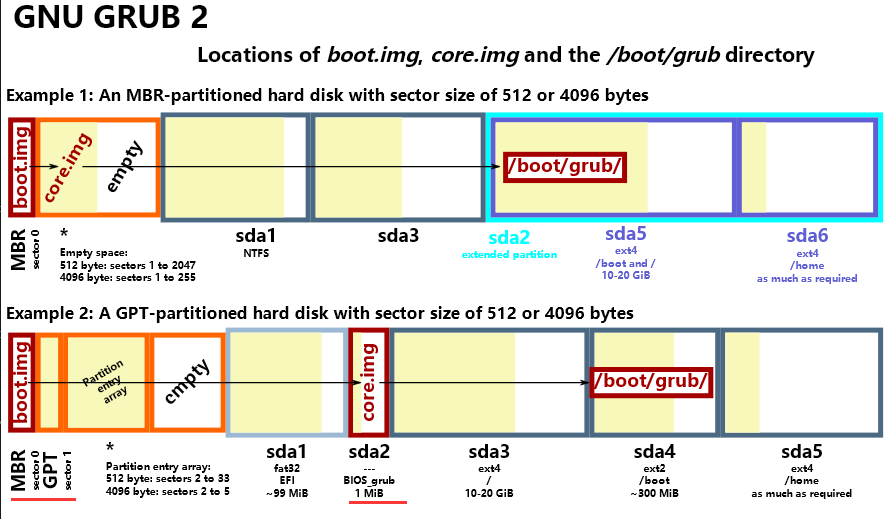 GNU GRUB 2
Locations of boot.img, core.img and the /boot/grub directory
Example 1: An MBR-partitioned hard disk with sector size of 512 or 4096 bytes
boot.img
core.img
empty
/boot/grub/
MBR
sector 0
*
Empty space:
512 byte: sectors 1 to 2047
4096 byte: sectors 1 to 255
sda1
NTFS
sda3
sda2
extended partition
sda5
ext4
/boot and /
10-20 GiB
sda6
ext4
/home
as much as required
Example 2: A GPT-partitioned hard disk with sector size of 512 or 4096 bytes
boot.img
Partition
entry
array
empty
core.img
/boot/grub/
MBR
sector 0
GPT
sector 1
*
Partition entry array:
512 byte: sectors 2 to 33
4096 byte: sectors 2 to 5
sda1
fat32
EFI
~99 MiB
sda2
---
BIOS_grub
1 MiB
sda3
ext4
/
10-20 GiB
sda4
ext2
/boot
~300 MiB
sda5
ext4
/home
as much as required